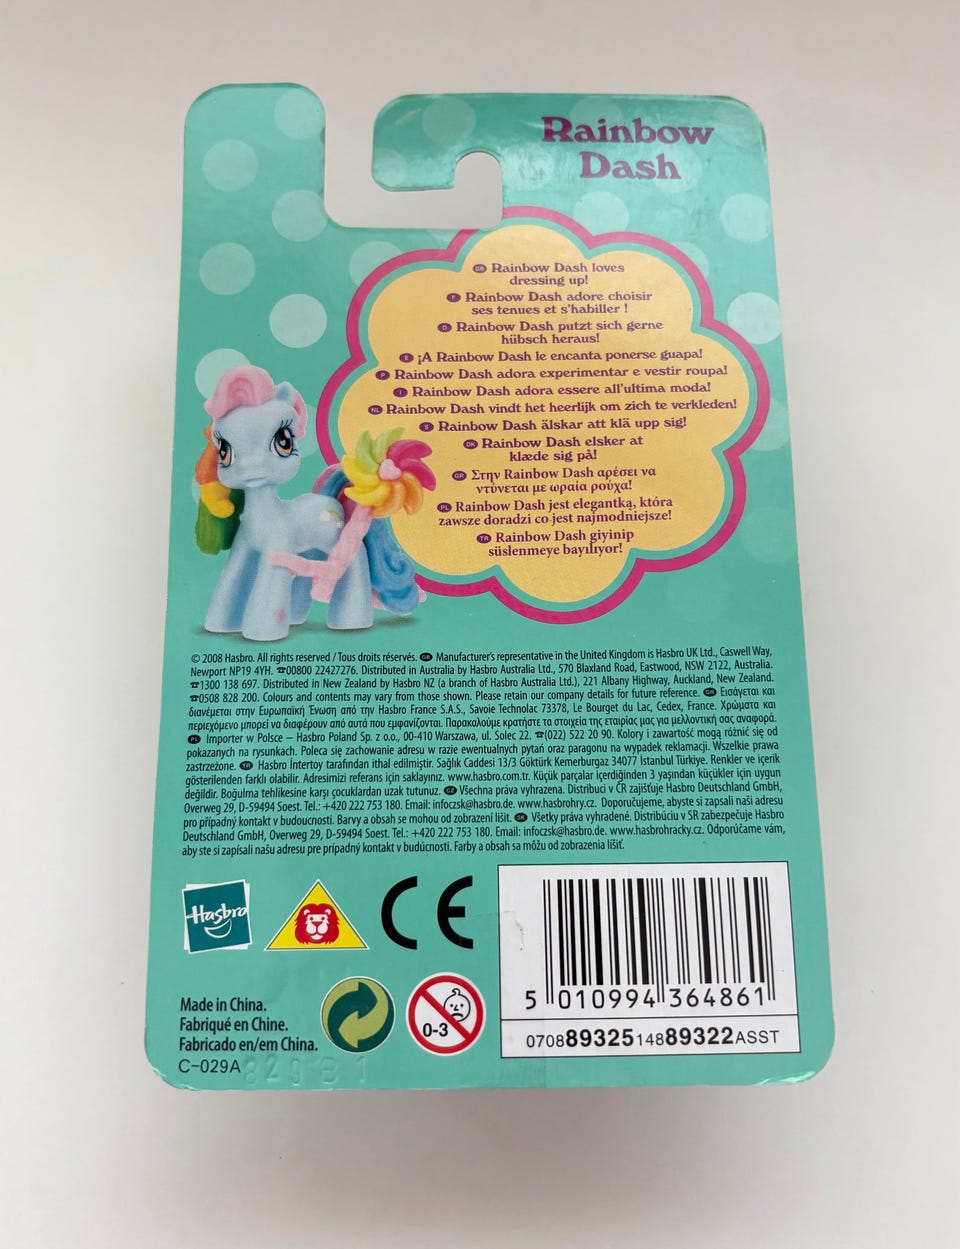 Rainbow
Dash
GB Rainbow Dash loves
dressing up!
F Rainbow Dash adore choisir
ses tenues et s'habiller !
D Rainbow Dash putzt sich gerne
hübsch heraus!
E ¡A Rainbow Dash le encanta ponerse guapa!
P Rainbow Dash adora experimentar e vestir roupa!
I Rainbow Dash adora essere all'ultima moda!
NL Rainbow Dash vindt het heerlijk om zich te verkleden!
S Rainbow Dash älskar att klä upp sig!
DK Rainbow Dash elsker at
klæde sig på!
GR Στην Rainbow Dash αρέσει να
ντύνεται με ωραία ρούχα!
PL Rainbow Dash jest elegantką, która
zawsze doradzi co jest najmodniejsze!
TR Rainbow Dash giyinip
süslenmeye bayılıyor!
© 2008 Hasbro. All rights reserved / Tous droits réservés. GB Manufacturer's representative in the United Kingdom is Hasbro UK Ltd., Caswell Way,
Newport NP19 4YH. ☎00800 22427276. Distributed in Australia by Hasbro Australia Ltd., 570 Blaxland Road, Eastwood, NSW 2122, Australia.
☎1300 138 697. Distributed in New Zealand by Hasbro NZ (a branch of Hasbro Australia Ltd.), 221 Albany Highway, Auckland, New Zealand.
☎0508 828 200. Colours and contents may vary from those shown. Please retain our company details for future reference. GR Εισάγεται και
διανέμεται στην Ευρωπαϊκή Ένωση από την Hasbro France S.A.S., Savoie Technolac 73378, Le Bourget du Lac, Cedex, France. Χρώματα και
περιεχόμενο μπορεί να διαφέρουν από αυτά που εμφανίζονται. Παρακαλούμε κρατήστε τα στοιχεία της εταιρίας μας για μελλοντική σας αναφορά.
PL Importer w Polsce – Hasbro Poland Sp. z o.o., 00-410 Warszawa, ul. Solec 22. ☎(022) 522 20 90. Kolory i zawartość mogą różnić się od
pokazanych na rysunkach. Poleca się zachowanie adresu w razie ewentualnych pytań oraz paragonu na wypadek reklamacji. Wszelkie prawa
zastrzeżone. TR Hasbro İntertoy tarafından ithal edilmiştir. Sağlık Caddesi 13/3 Göktürk Kemerburgaz 34077 İstanbul Türkiye. Renkler ve içerik
gösterilenden farklı olabilir. Adresimizi referans için saklayınız. www.hasbro.com.tr. Küçük parçalar içerdiğinden 3 yaşından küçükler için uygun
değildir. Boğulma tehlikesine karşı çocuklardan uzak tutunuz. CZ Všechna práva vyhrazena. Distribuci v ČR zajišťuje Hasbro Deutschland GmbH,
Overweg 29, D-59494 Soest. Tel.: +420 222 753 180. Email: infoczsk@hasbro.de. www.hasbrohry.cz. Doporučujeme, abyste si zapsali naši adresu
pro případný kontakt v budoucnosti. Barvy a obsah se mohou od zobrazení lišit. SK Všetky práva vyhradené. Distribúciu v SR zabezpečuje Hasbro
Deutschland GmbH, Overweg 29, D-59494 Soest. Tel.: +420 222 753 180. Email: infoczsk@hasbro.de. www.hasbrohracky.cz. Odporúčame vám,
aby ste si zapísali našu adresu pre prípadný kontakt v budúcnosti. Farby a obsah sa môžu od zobrazenia líšiť.
Hasbro
CE
Made in China.
Fabriqué en Chine.
Fabricado en/em China.
C-029A
0-3
5 010994 364861
070889325148 89322 ASST